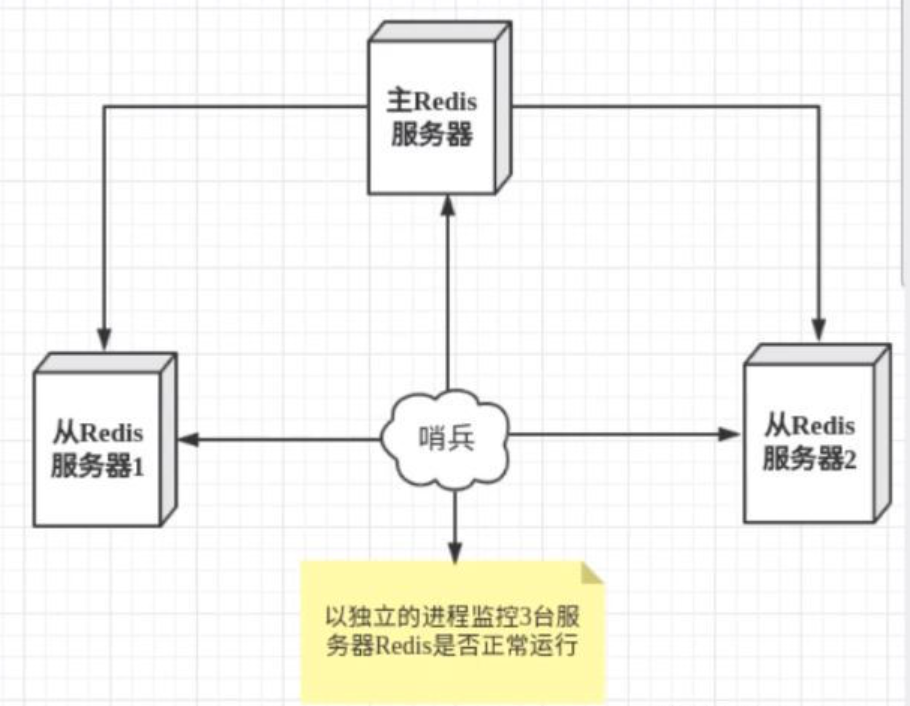 主Redis
服务器
从Redis
服务器1
哨兵
从Redis
服务器2
以独立的进程监控3台服
务器Redis是否正常运行